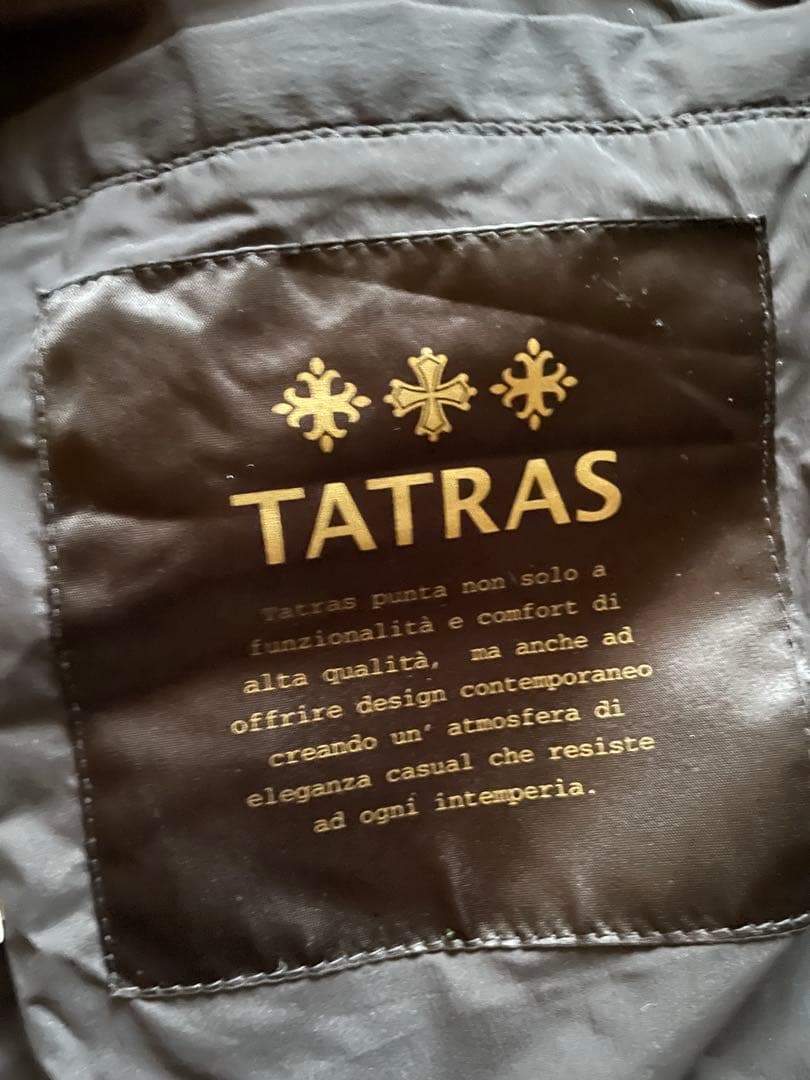 TATRAS
Tatras punta non solo a
funzionalità e comfort di
alta qualità, ma anche ad
offrire design contemporaneo
creando un' atmosfera di
eleganza casual che resiste
ad ogni intemperia.